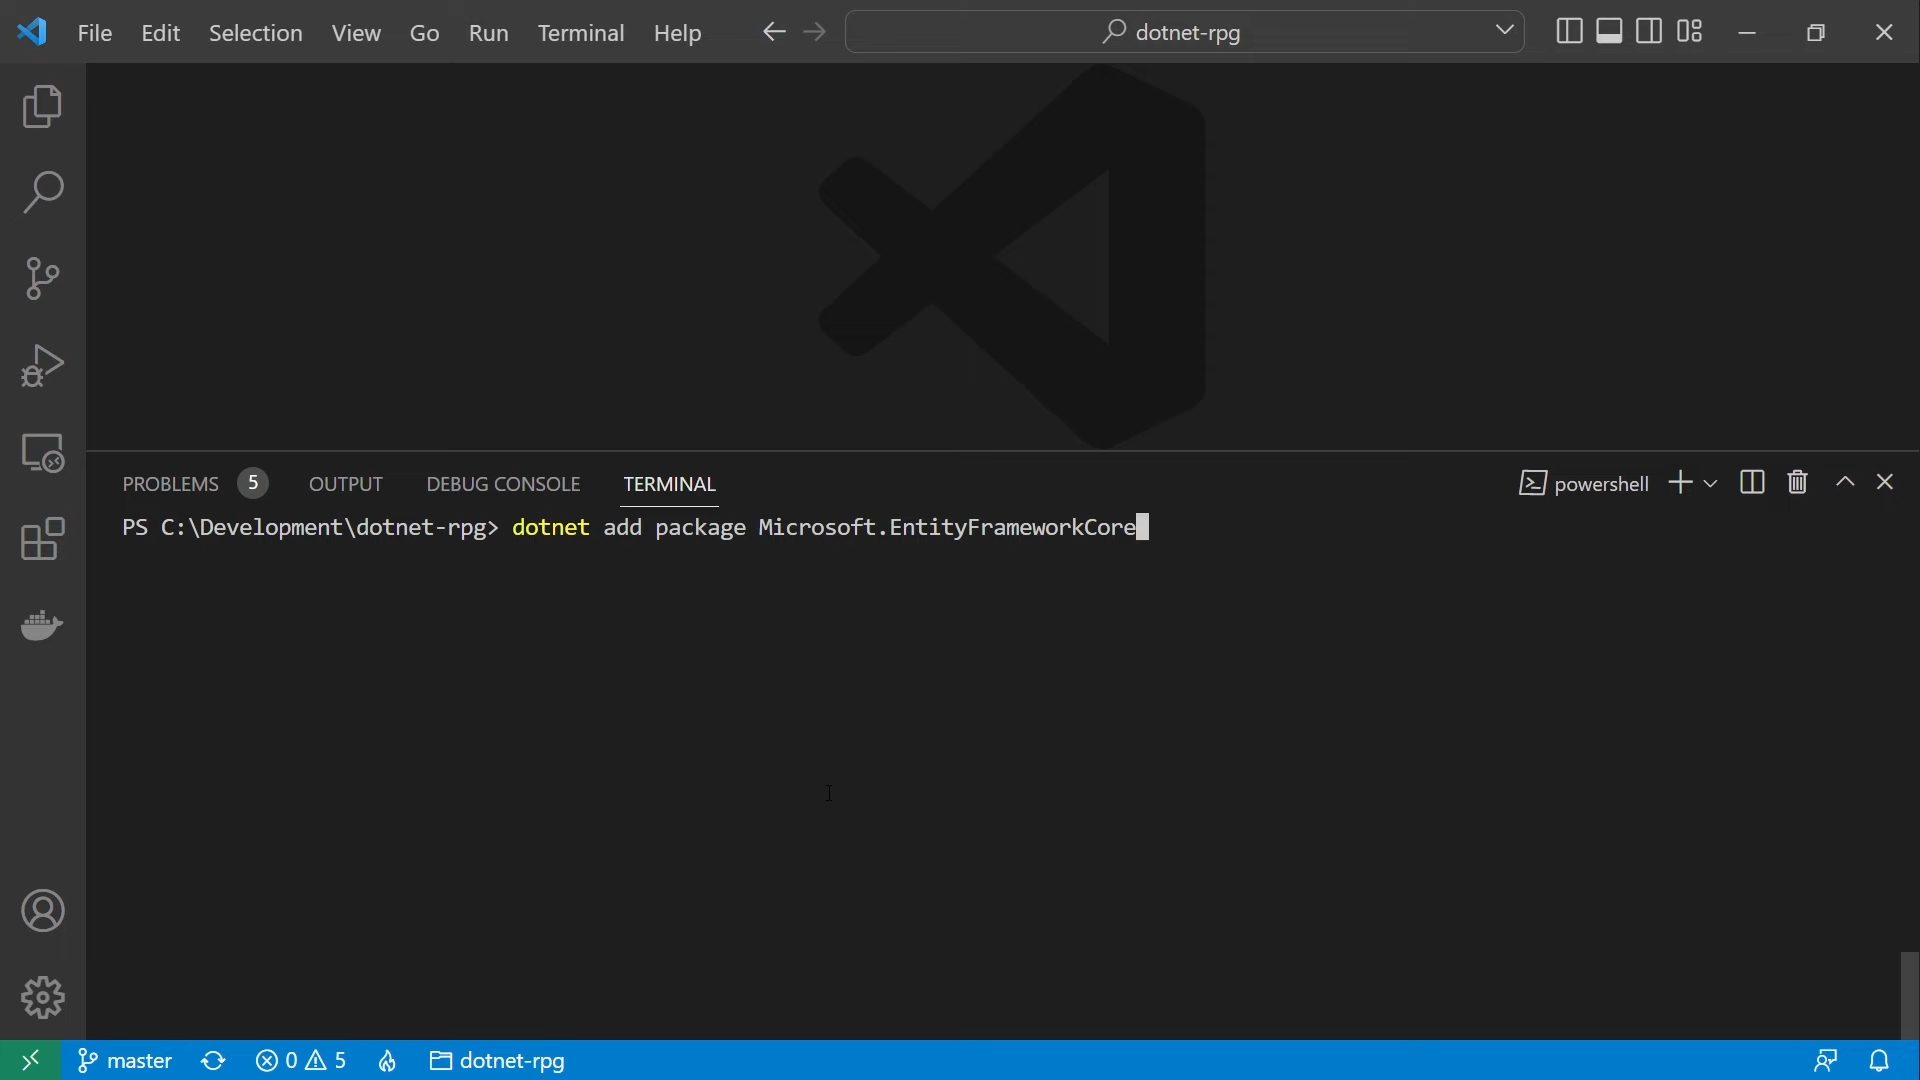 File Edit Selection View Go Run Terminal Help dotnet-rpg
PROBLEMS 5 OUTPUT DEBUG CONSOLE TERMINAL powershell
PS C:\Development\dotnet-rpg> dotnet add package Microsoft.EntityFrameworkCore
master 0 5 dotnet-rpg